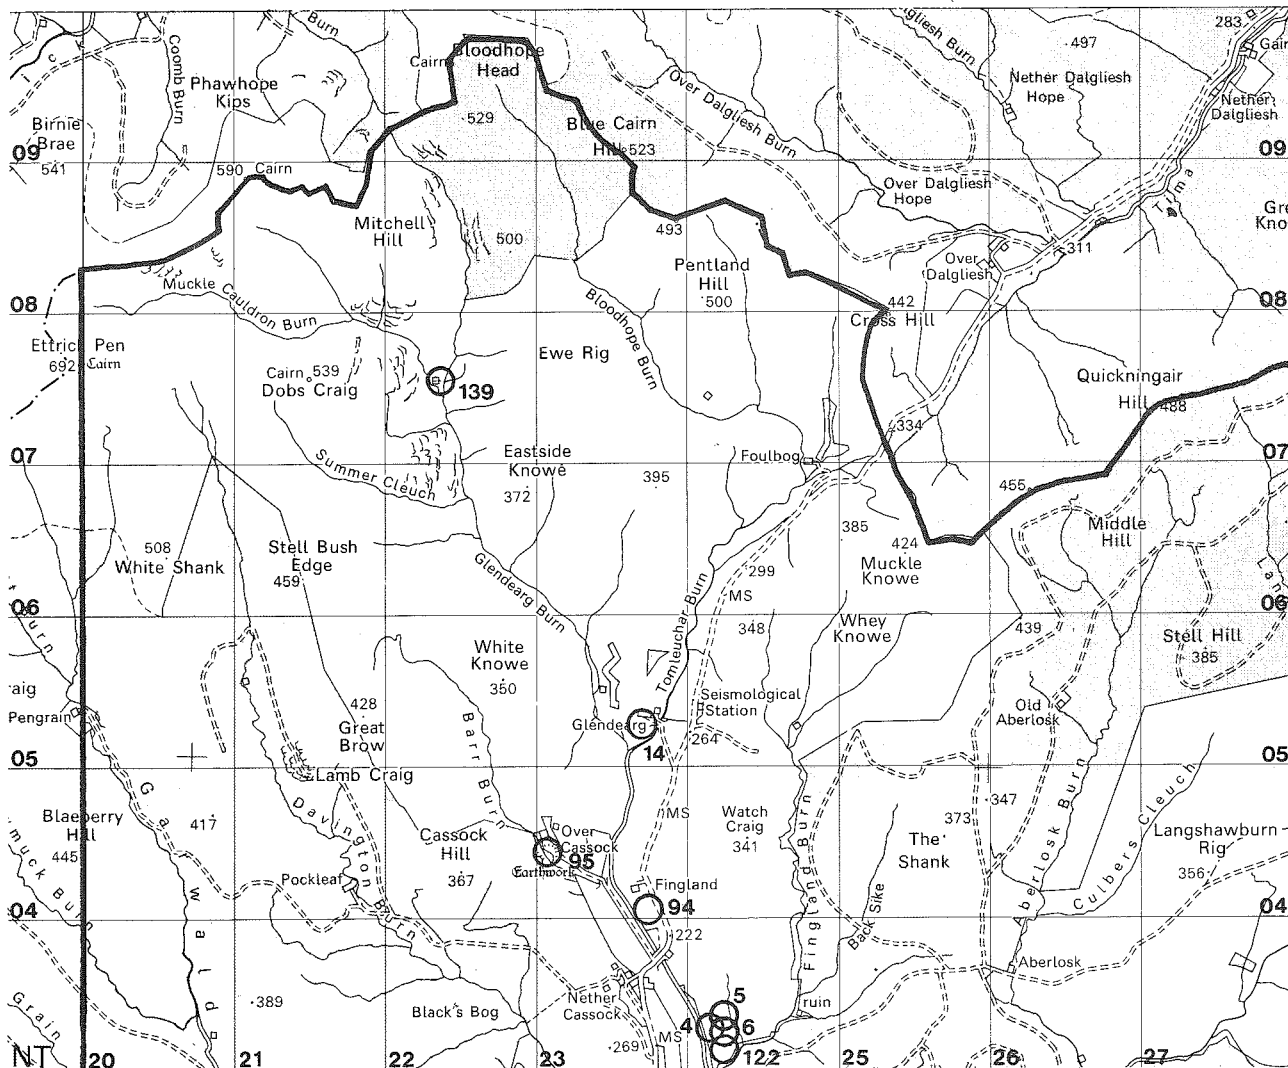 Burn
Coomb Burn
Phawhope
Kips
Birnie
Brae
541
09
590
Cairn
Cairn
Bloodhope
Head
529
Blue Cairn
Hill
523
Over Dalgliesh Burn
gliesh Burn
497
Nether Dalgliesh
Hope
283
Gair
Nether
Dalgliesh
09
Over Dalgliesh
Hope
Tima
Gre
Kno
Mitchell
Hill
500
493
Pentland
Hill
500
Over
Dalgliesh
311
Muckle Cauldron Burn
08
08
442
Cross Hill
Ettrick Pen
692
Cairn
Cairn
539
Dobs Craig
139
Ewe Rig
Bloodhope Burn
Quickningair
Hill
488
334
07
07
Summer Cleuch
Eastside
Knowe
372
395
Foulbog
455
385
424
Muckle
Knowe
Middle
Hill
508
White Shank
Stell Bush
Edge
459
Glendearg Burn
299
MS
348
Tomleuchar Burn
Whey
Knowe
439
06
06
Burn
Stell Hill
385
White
Knowe
350
Seismological
Station
264
Glendearg
14
Old
Aberlosk
aig
Pengrain
428
Great
Brow
Barr Burn
05
05
Lamb Craig
Gawald
Davington Burn
Blaeberry
Hill
445
417
Cassock
Hill
367
Over
Cassock
95
Earthwork
MS
Watch
Craig
341
Fingland Burn
The
Shank
373
347
Aberlosk Burn
Culbers Cleuch
Langshawburn
Rig
356
muck Burn
Pockleaf
Fingland
94
222
Back Sike
04
04
Aberlosk
Grain
389
Black's Bog
Nether
Cassock
MS
269
4
5
6
122
ruin
NT
20
21
22
23
25
26
27